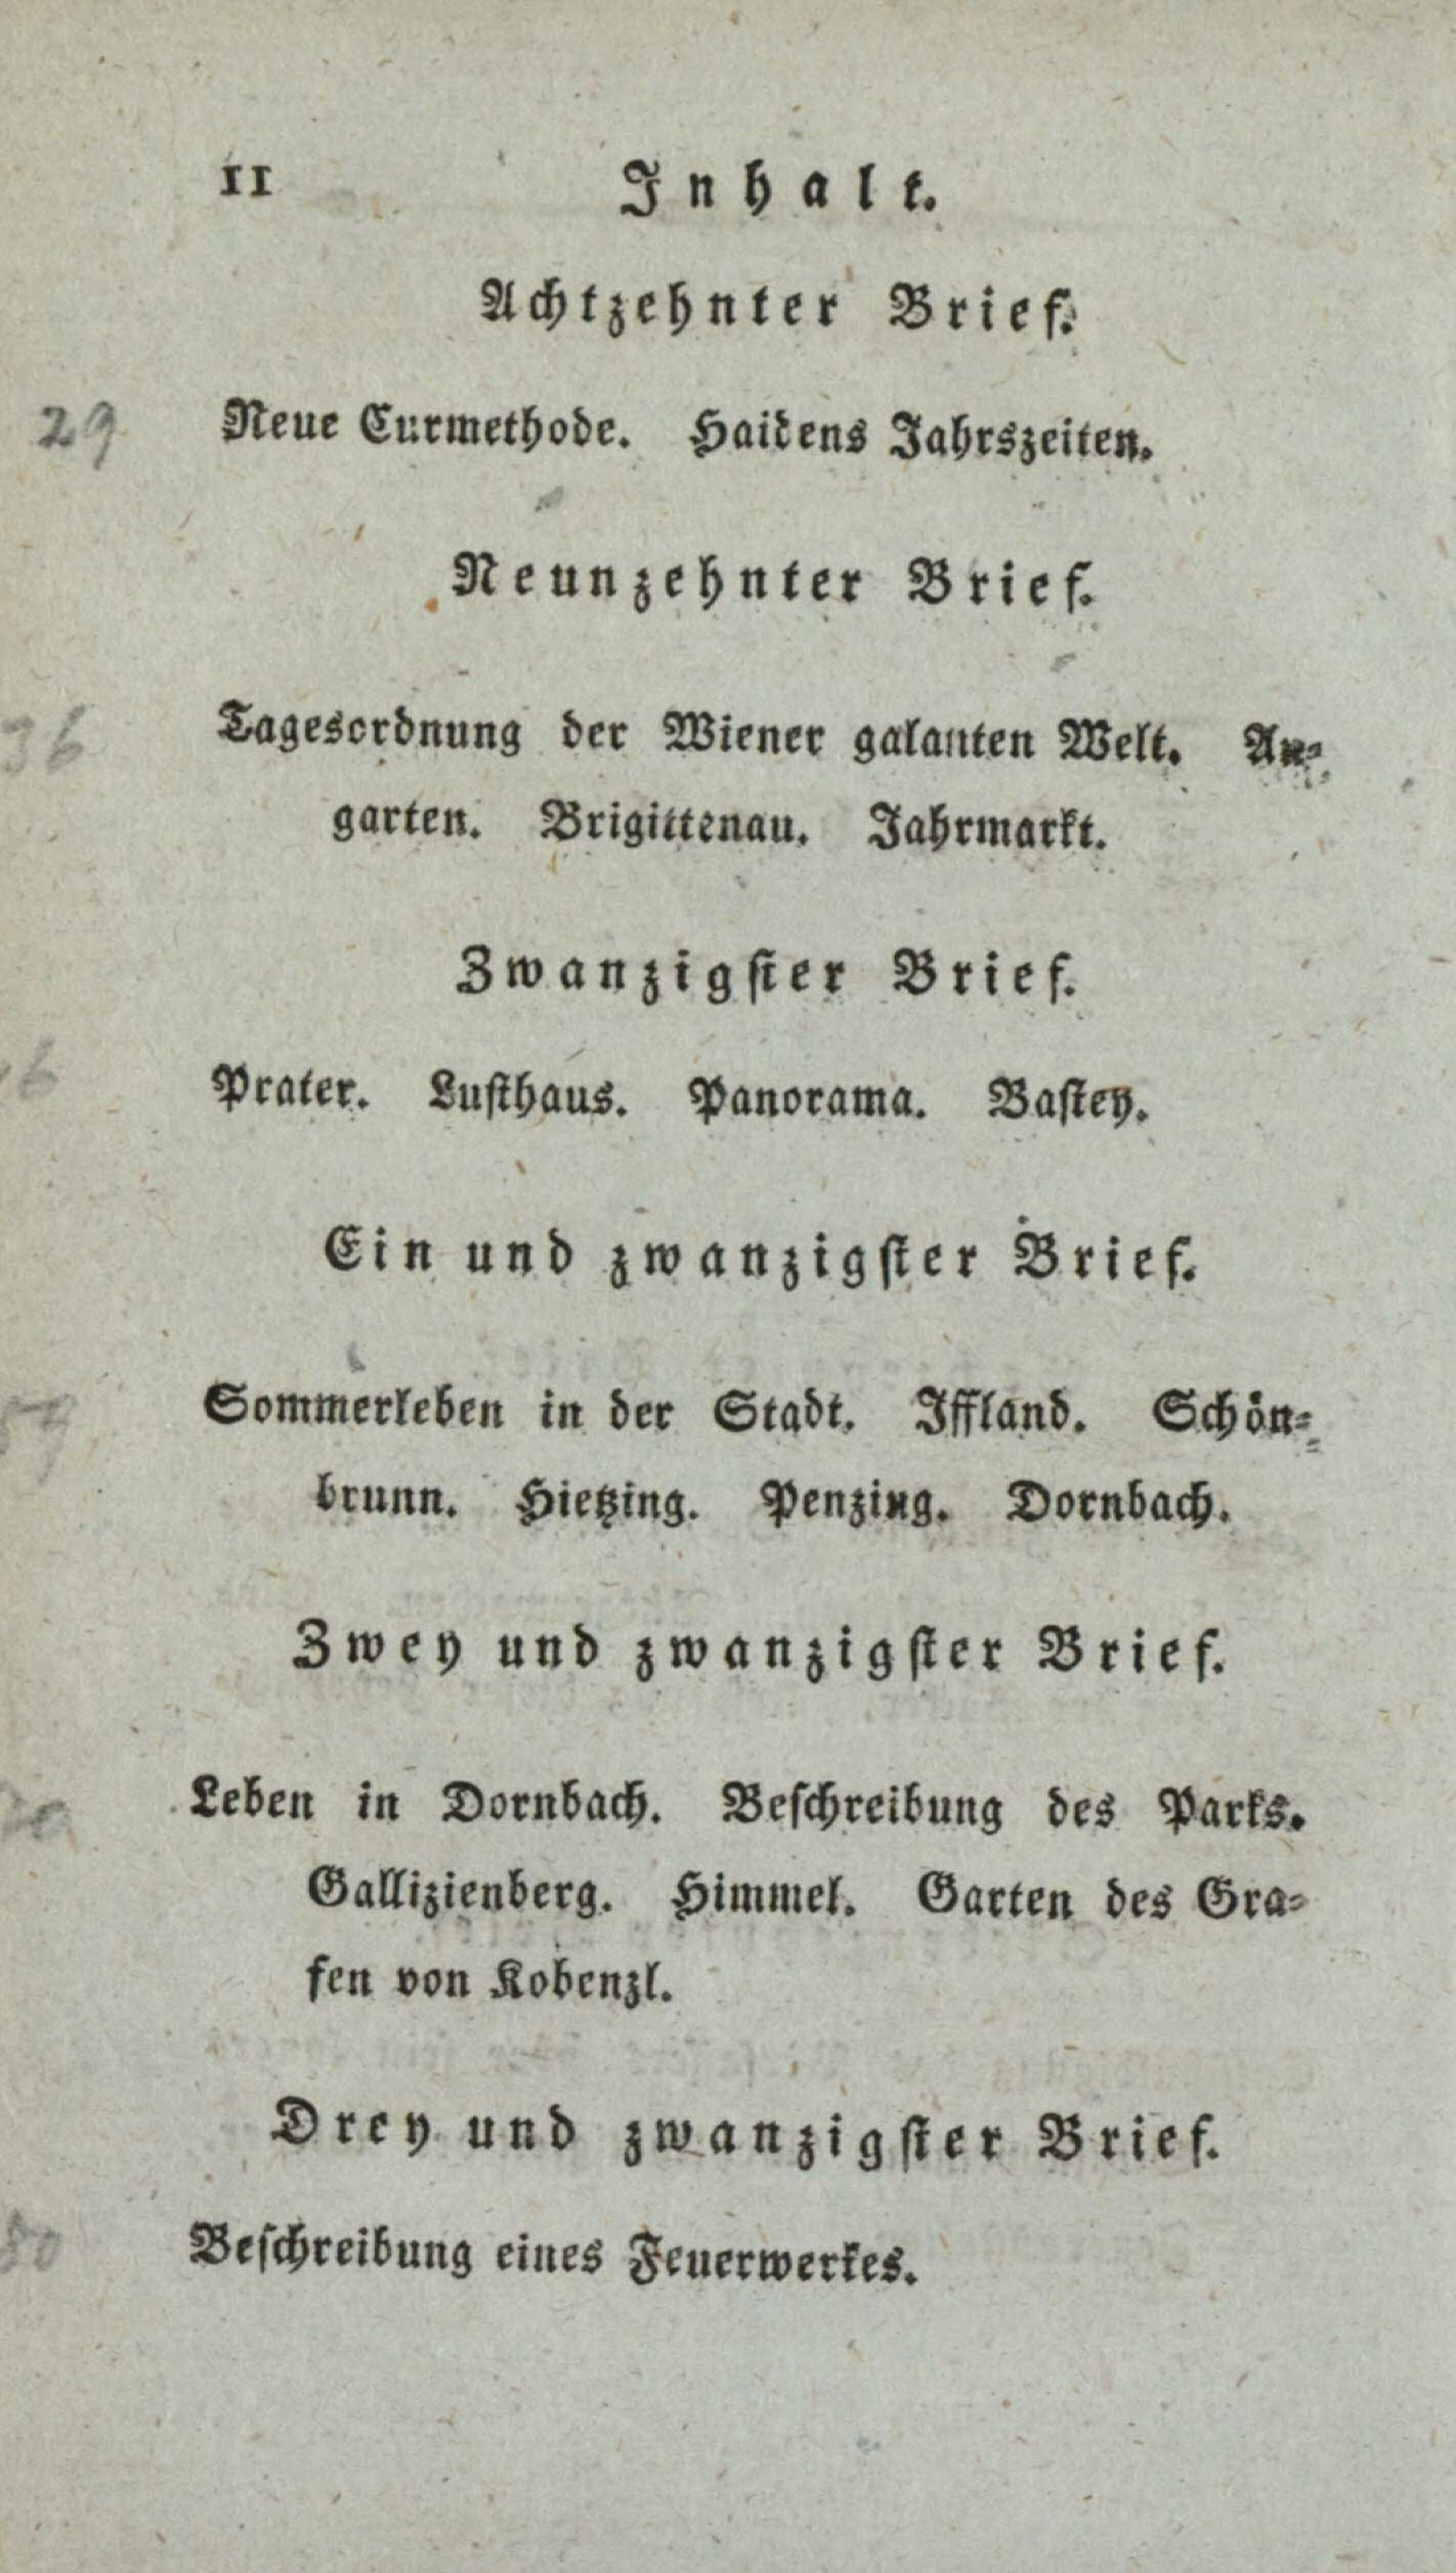 II Inhalt.
Achtzehnter Brief.
29 Neue Curmethode. Haidens Jahrszeiten.
Neunzehnter Brief.
36 Tagesordnung der Wiener galanten Welt. Au-
garten. Brigittenau. Jahrmarkt.
Zwanzigster Brief.
Prater. Lusthaus. Panorama. Bastey.
Ein und zwanzigster Brief.
Sommerleben in der Stadt. Iffland. Schön-
brunn. Hietzing. Penzing. Dornbach.
Zwey und zwanzigster Brief.
Leben in Dornbach. Beschreibung des Parks.
Gallizienberg. Himmel. Garten des Gra-
fen von Kobenzl.
Drey und zwanzigster Brief.
Beschreibung eines Feuerwerkes.